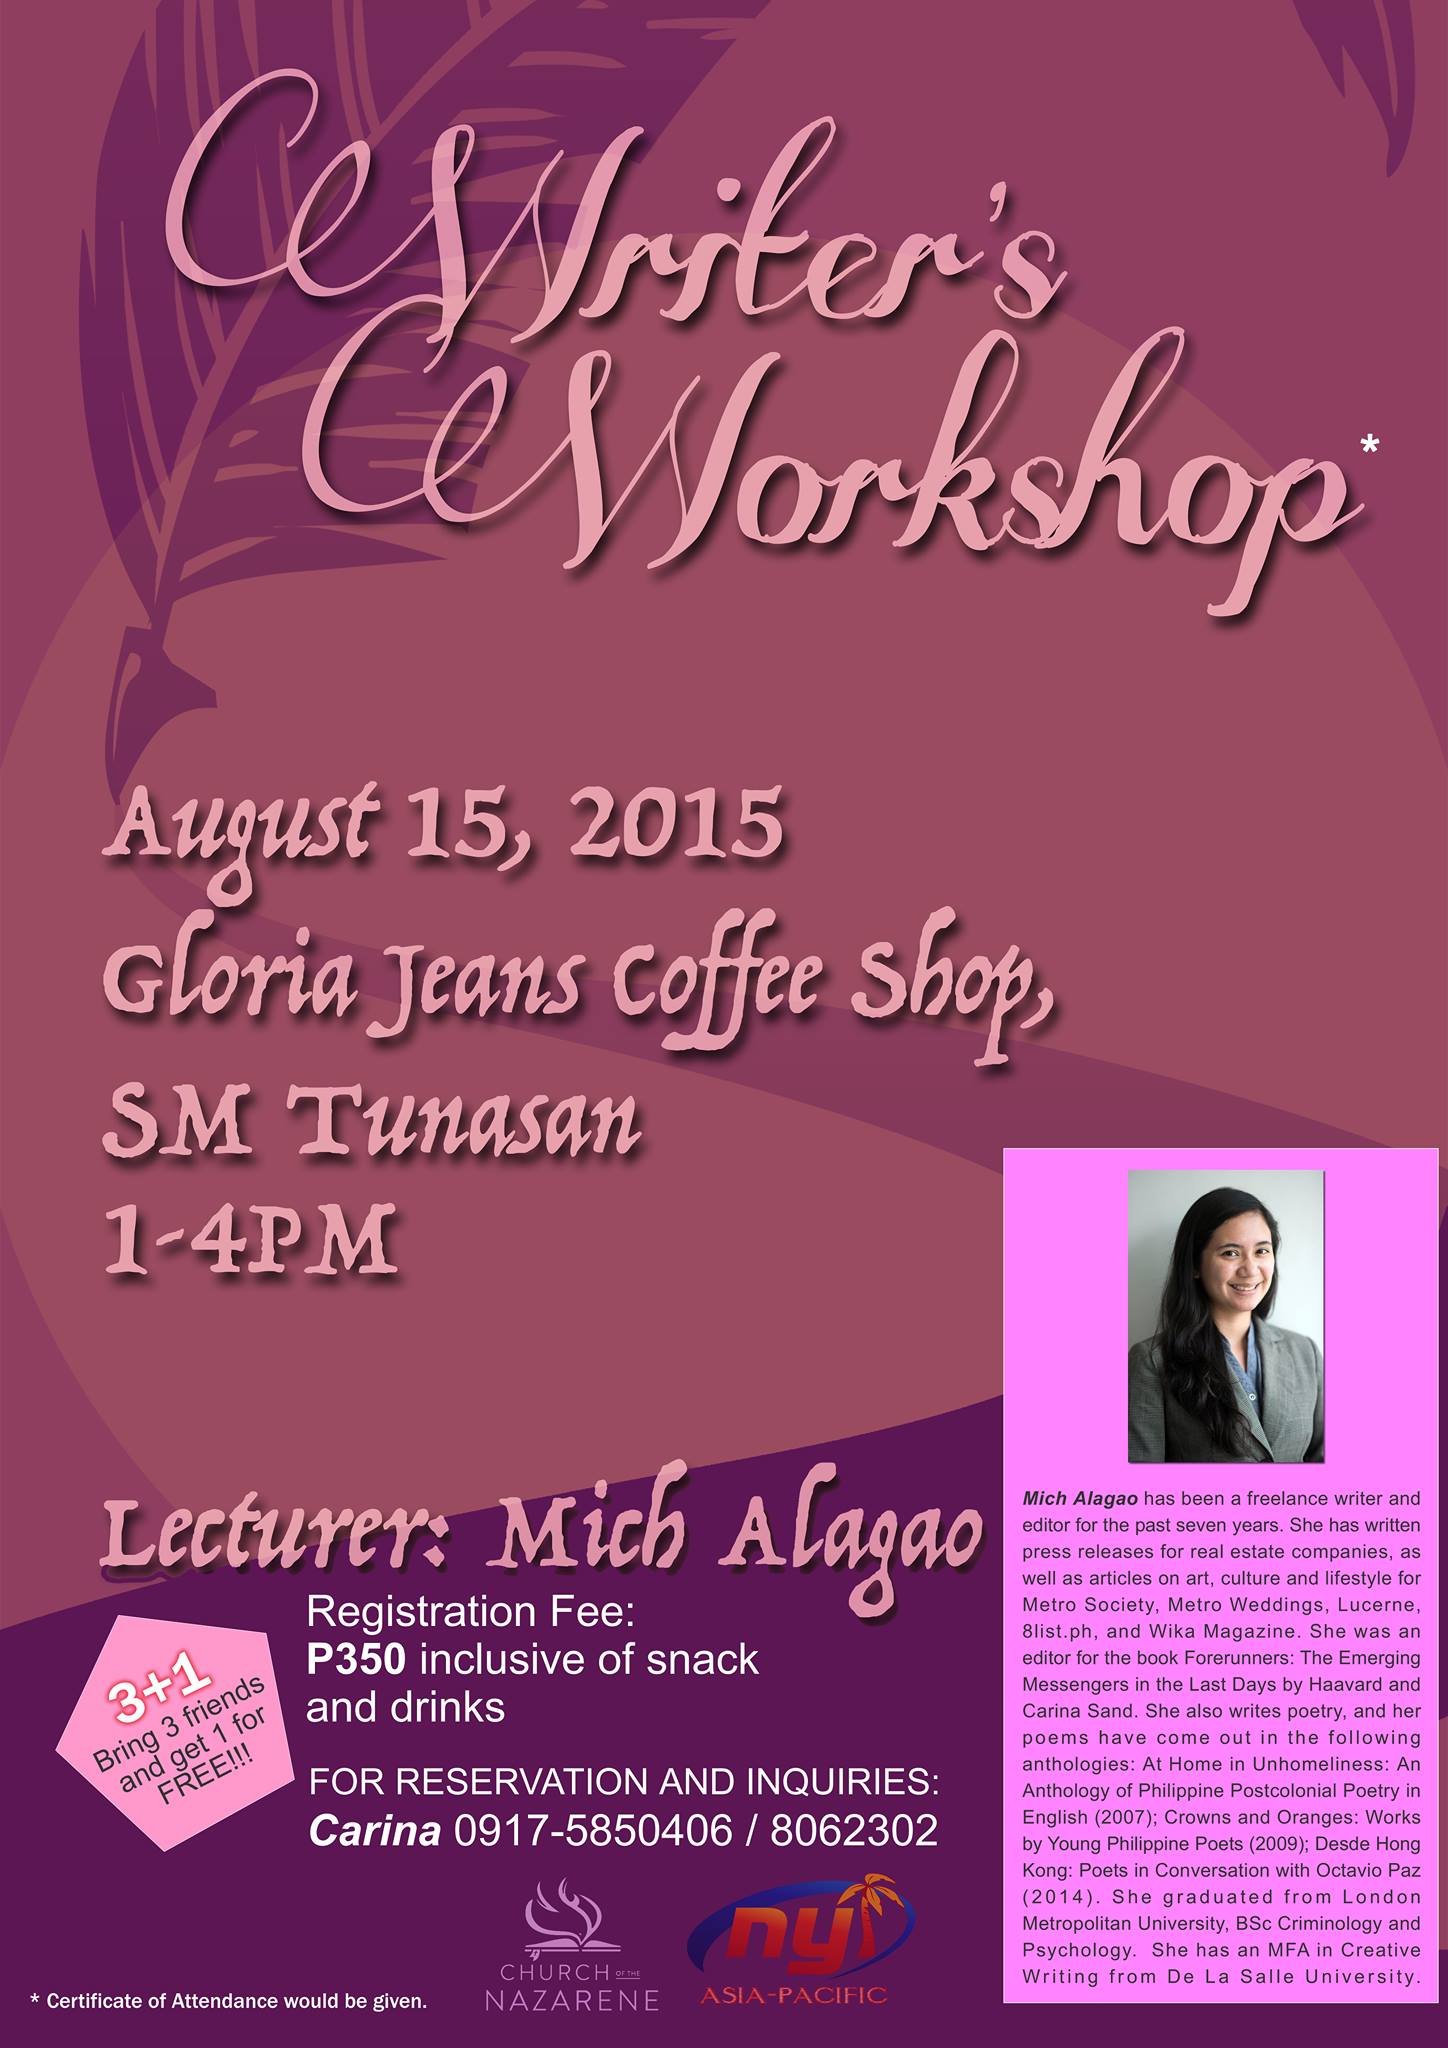 Writer's
Workshop*
August 15, 2015
Gloria Jeans Coffee Shop,
SM Tunasan
1-4PM
Lecturer: Mich Alagao
Registration Fee:
P350 inclusive of snack
and drinks
3+1
Bring 3 friends
and get 1 for
FREE!!!
FOR RESERVATION AND INQUIRIES:
Carina 0917-5850406 / 8062302
CHURCH OF THE
NAZARENE
nyi
ASIA-PACIFIC
* Certificate of Attendance would be given.
Mich Alagao has been a freelance writer and
editor for the past seven years. She has written
press releases for real estate companies, as
well as articles on art, culture and lifestyle for
Metro Society, Metro Weddings, Lucerne,
8list.ph, and Wika Magazine. She was an
editor for the book Forerunners: The Emerging
Messengers in the Last Days by Haavard and
Carina Sand. She also writes poetry, and her
poems have come out in the following
anthologies: At Home in Unhomeliness: An
Anthology of Philippine Postcolonial Poetry in
English (2007); Crowns and Oranges: Works
by Young Philippine Poets (2009); Desde Hong
Kong: Poets in Conversation with Octavio Paz
(2014). She graduated from London
Metropolitan University, BSc Criminology and
Psychology. She has an MFA in Creative
Writing from De La Salle University.